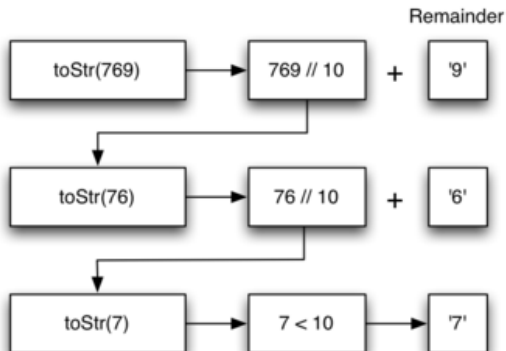 Remainder
toStr(769) 769 // 10 + '9'
toStr(76) 76 // 10 + '6'
toStr(7) 7 < 10 '7'